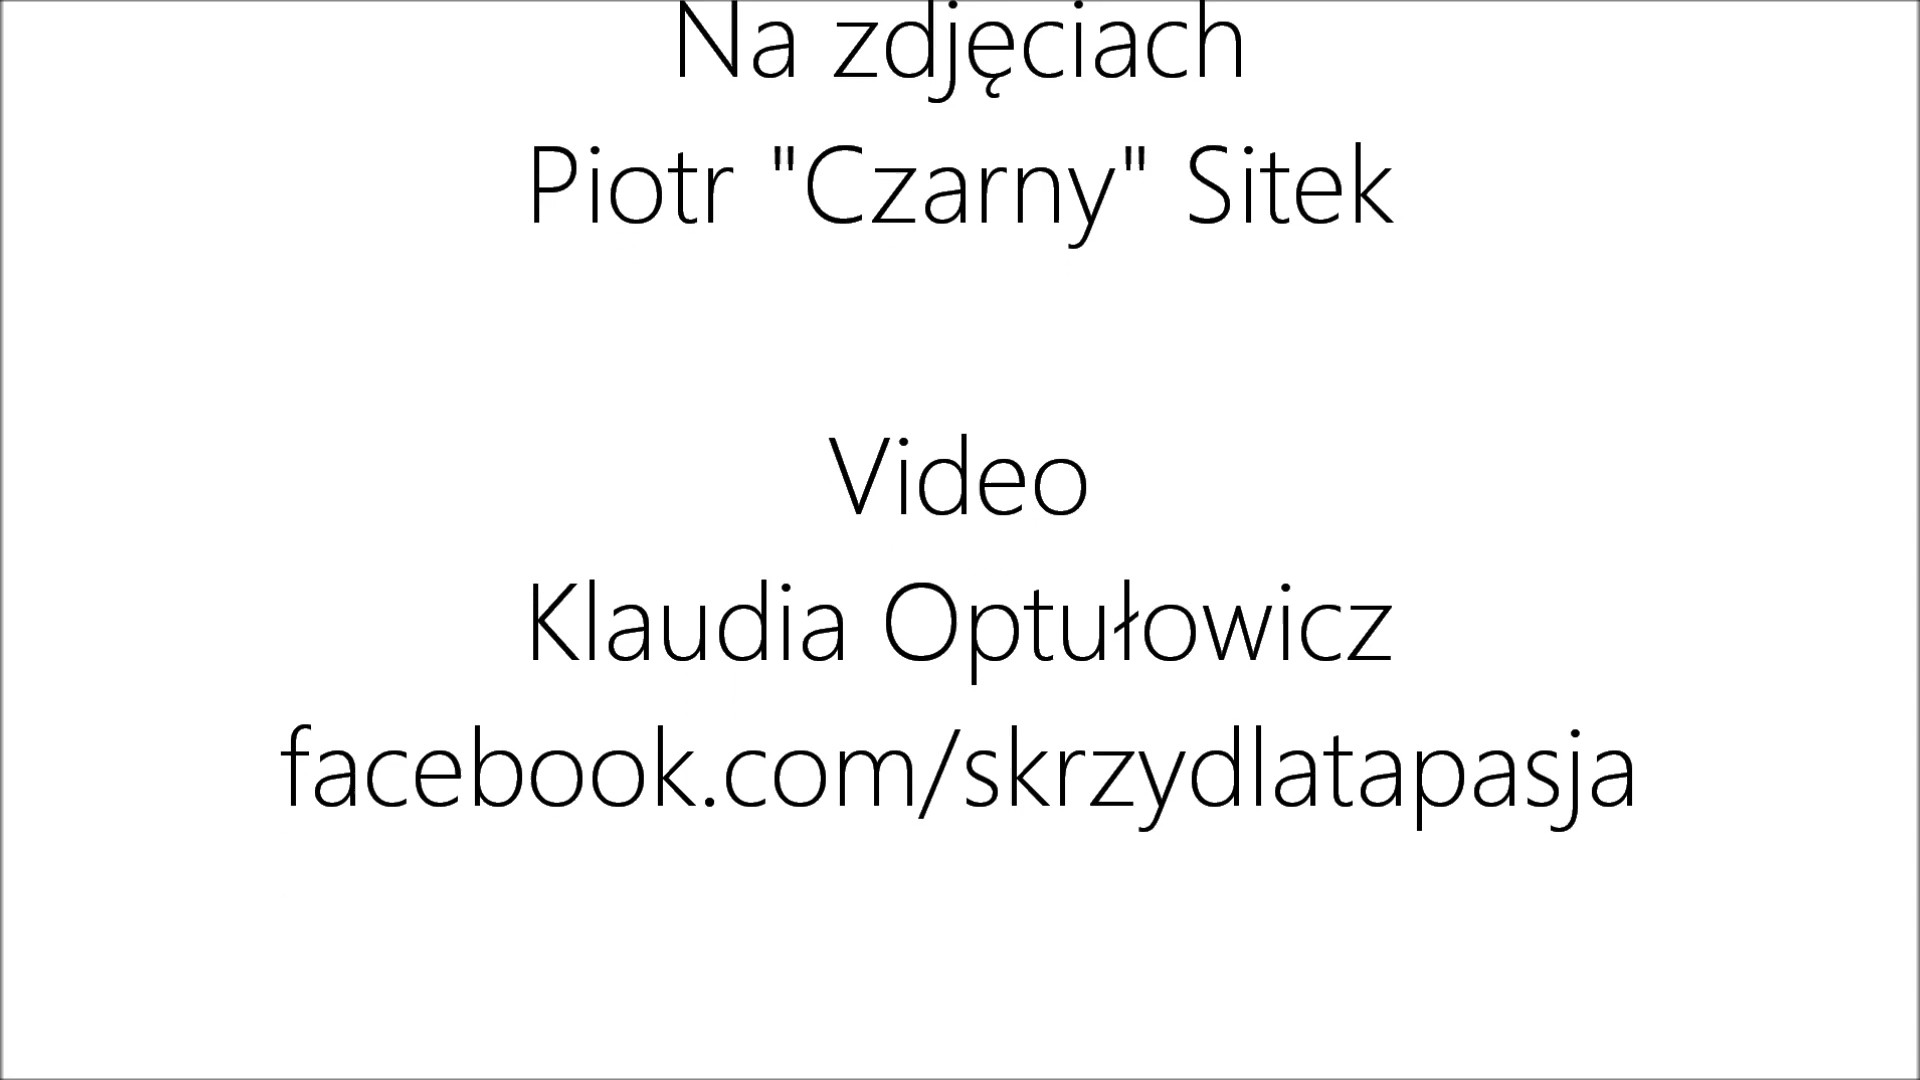 Na zdjęciach
Piotr "Czarny" Sitek
Video
Klaudia Optułowicz
facebook.com/skrzydlatapasja